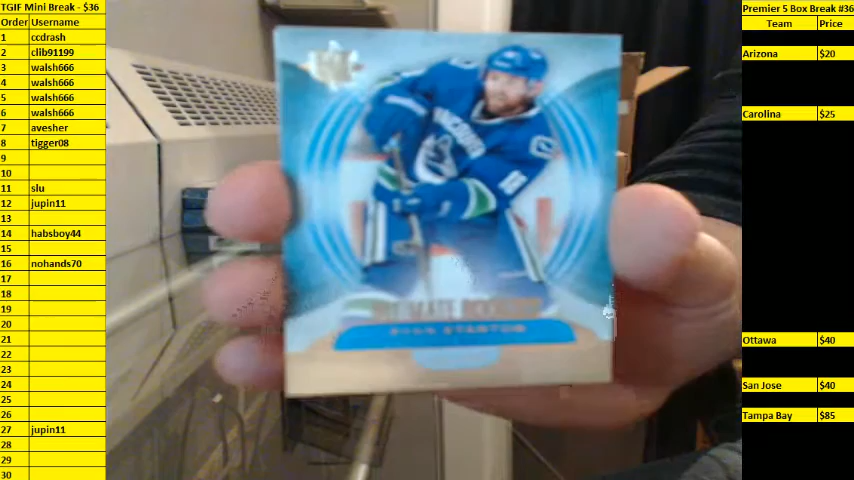 TGIF Mini Break - $36
Order Username
1 ccdrash
2 clib91199
3 walsh666
4 walsh666
5 walsh666
6 walsh666
7 avesher
8 tigger08
9
10
11 slu
12 jupin11
13
14 habsboy44
15
16 nohands70
17
18
19
20
21
22
23
24
25
26
27 jupin11
28
29
30
RYAN STANTON
Premier 5 Box Break #36
Team Price
Arizona $20
Carolina $25
Ottawa $40
San Jose $40
Tampa Bay $85